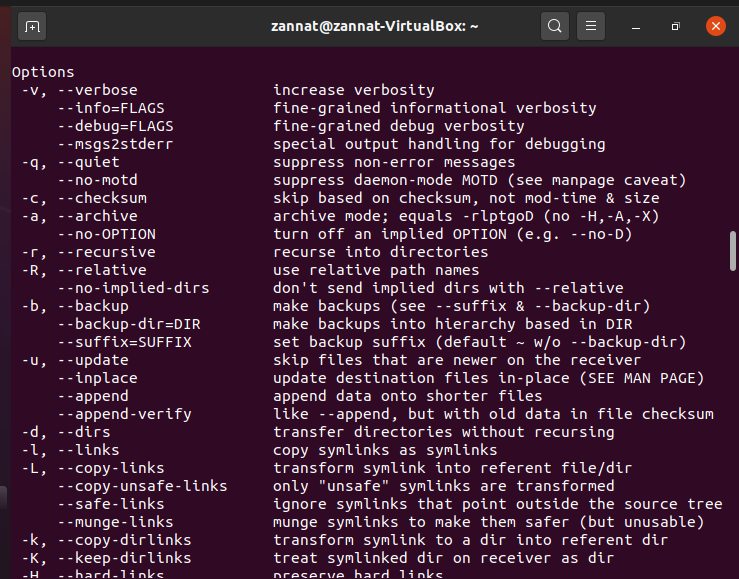 zannat@zannat-VirtualBox: ~
Options
-v, --verbose increase verbosity
--info=FLAGS fine-grained informational verbosity
--debug=FLAGS fine-grained debug verbosity
--msgs2stderr special output handling for debugging
-q, --quiet suppress non-error messages
--no-motd suppress daemon-mode MOTD (see manpage caveat)
-c, --checksum skip based on checksum, not mod-time & size
-a, --archive archive mode; equals -rlptgoD (no -H,-A,-X)
--no-OPTION turn off an implied OPTION (e.g. --no-D)
-r, --recursive recurse into directories
-R, --relative use relative path names
--no-implied-dirs don't send implied dirs with --relative
-b, --backup make backups (see --suffix & --backup-dir)
--backup-dir=DIR make backups into hierarchy based in DIR
--suffix=SUFFIX set backup suffix (default ~ w/o --backup-dir)
-u, --update skip files that are newer on the receiver
--inplace update destination files in-place (SEE MAN PAGE)
--append append data onto shorter files
--append-verify like --append, but with old data in file checksum
-d, --dirs transfer directories without recursing
-l, --links copy symlinks as symlinks
-L, --copy-links transform symlink into referent file/dir
--copy-unsafe-links only "unsafe" symlinks are transformed
--safe-links ignore symlinks that point outside the source tree
--munge-links munge symlinks to make them safer (but unusable)
-k, --copy-dirlinks transform symlink to a dir into referent dir
-K, --keep-dirlinks treat symlinked dir on receiver as dir
-H, --hard-links preserve hard links